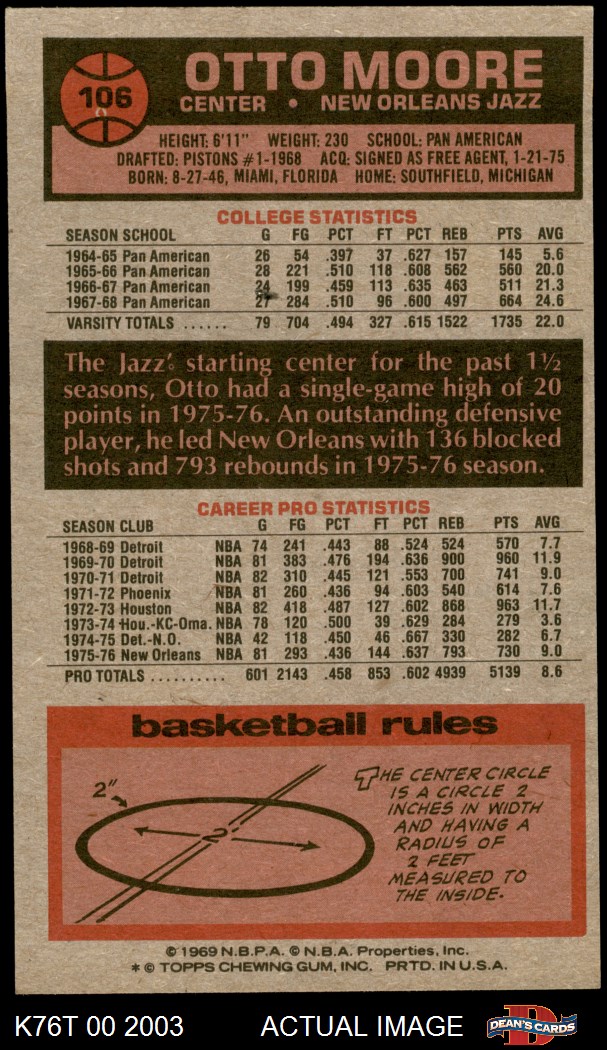 106
OTTO MOORE
CENTER • NEW ORLEANS JAZZ
HEIGHT: 6'11" WEIGHT: 230 SCHOOL: PAN AMERICAN
DRAFTED: PISTONS #1-1968 ACQ: SIGNED AS FREE AGENT, 1-21-75
BORN: 8-27-46, MIAMI, FLORIDA HOME: SOUTHFIELD, MICHIGAN
COLLEGE STATISTICS
SEASON SCHOOL G FG PCT FT PCT REB PTS AVG
1964-65 Pan American 26 54 .397 37 .627 157 145 5.6
1965-66 Pan American 28 221 .510 118 .608 562 560 20.0
1966-67 Pan American 24 199 .459 113 .635 463 511 21.3
1967-68 Pan American 27 284 .510 96 .600 497 664 24.6
VARSITY TOTALS ...... 79 704 .494 327 .615 1522 1735 22.0
The Jazz' starting center for the past 1½
seasons, Otto had a single-game high of 20
points in 1975-76. An outstanding defensive
player, he led New Orleans with 136 blocked
shots and 793 rebounds in 1975-76 season.
CAREER PRO STATISTICS
SEASON CLUB G FG PCT FT PCT REB PTS AVG
1968-69 Detroit NBA 74 241 .443 88 .524 524 570 7.7
1969-70 Detroit NBA 81 383 .476 194 .636 900 960 11.9
1970-71 Detroit NBA 82 310 .445 121 .553 700 741 9.0
1971-72 Phoenix NBA 81 260 .436 94 .603 540 614 7.6
1972-73 Houston NBA 82 418 .487 127 .602 868 963 11.7
1973-74 Hou.-KC-Oma. NBA 78 120 .500 39 .629 284 279 3.6
1974-75 Det.-N.O. NBA 42 118 .450 46 .667 330 282 6.7
1975-76 New Orleans NBA 81 293 .436 144 .637 793 730 9.0
PRO TOTALS .......... 601 2143 .458 853 .602 4939 5139 8.6
basketball rules
2"
2'
THE CENTER CIRCLE
IS A CIRCLE 2
INCHES IN WIDTH
AND HAVING A
RADIUS OF
2 FEET
MEASURED TO
THE INSIDE.
© 1969 N.B.P.A. © N.B.A. Properties, Inc.
* © TOPPS CHEWING GUM, INC. PRTD. IN U.S.A.
K76T 00 2003 ACTUAL IMAGE
D
DEAN'S CARDS